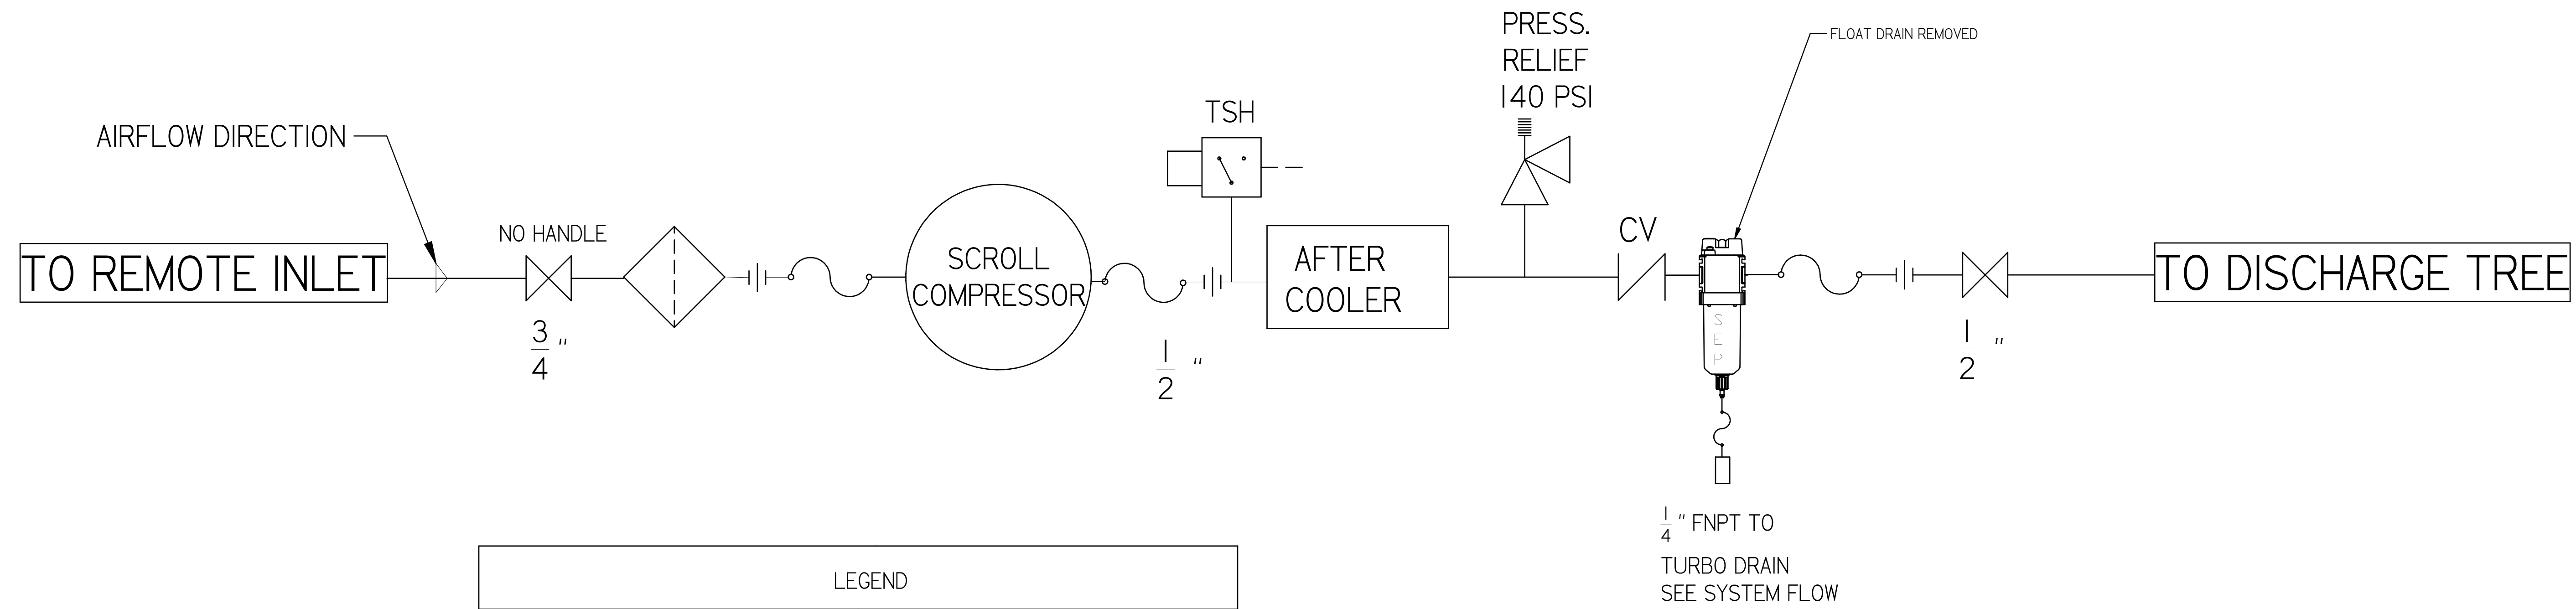 PRESS.
RELIEF
140 PSI
FLOAT DRAIN REMOVED
TSH
AIRFLOW DIRECTION
NO HANDLE
CV
TO REMOTE INLET
SCROLL
COMPRESSOR
AFTER
COOLER
TO DISCHARGE TREE
S
E
P
3/4 "
1/2 "
1/2 "
1/4 " FNPT TO
TURBO DRAIN
SEE SYSTEM FLOW
LEGEND